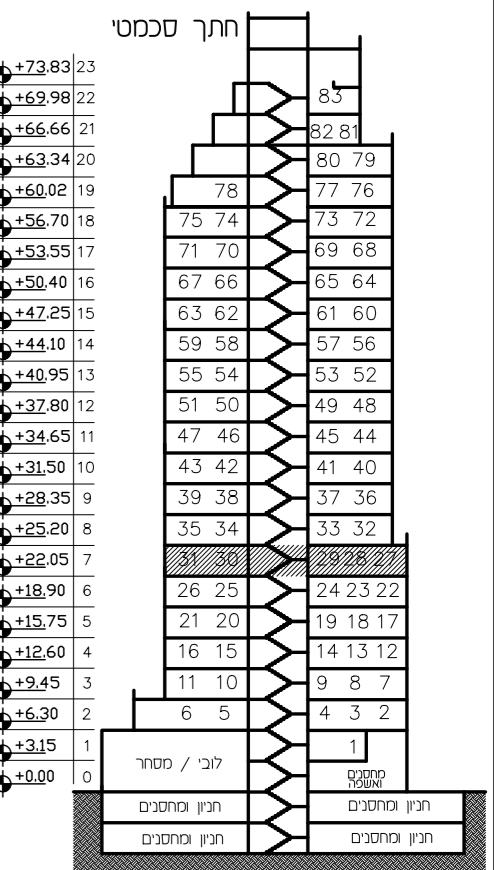 חתך סכמטי
+73.83 23
+69.98 22 83
+66.66 21 82 81
+63.34 20 80 79
+60.02 19 78 77 76
+56.70 18 75 74 73 72
+53.55 17 71 70 69 68
+50.40 16 67 66 65 64
+47.25 15 63 62 61 60
+44.10 14 59 58 57 56
+40.95 13 55 54 53 52
+37.80 12 51 50 49 48
+34.65 11 47 46 45 44
+31.50 10 43 42 41 40
+28.35 9 39 38 37 36
+25.20 8 35 34 33 32
+22.05 7 31 30 29 28 27
+18.90 6 26 25 24 23 22
+15.75 5 21 20 19 18 17
+12.60 4 16 15 14 13 12
+9.45 3 11 10 9 8 7
+6.30 2 6 5 4 3 2
+3.15 1 1
לובי / מסחר
+0.00 0
מחסנים
ואשפה
חניון ומחסנים חניון ומחסנים
חניון ומחסנים חניון ומחסנים